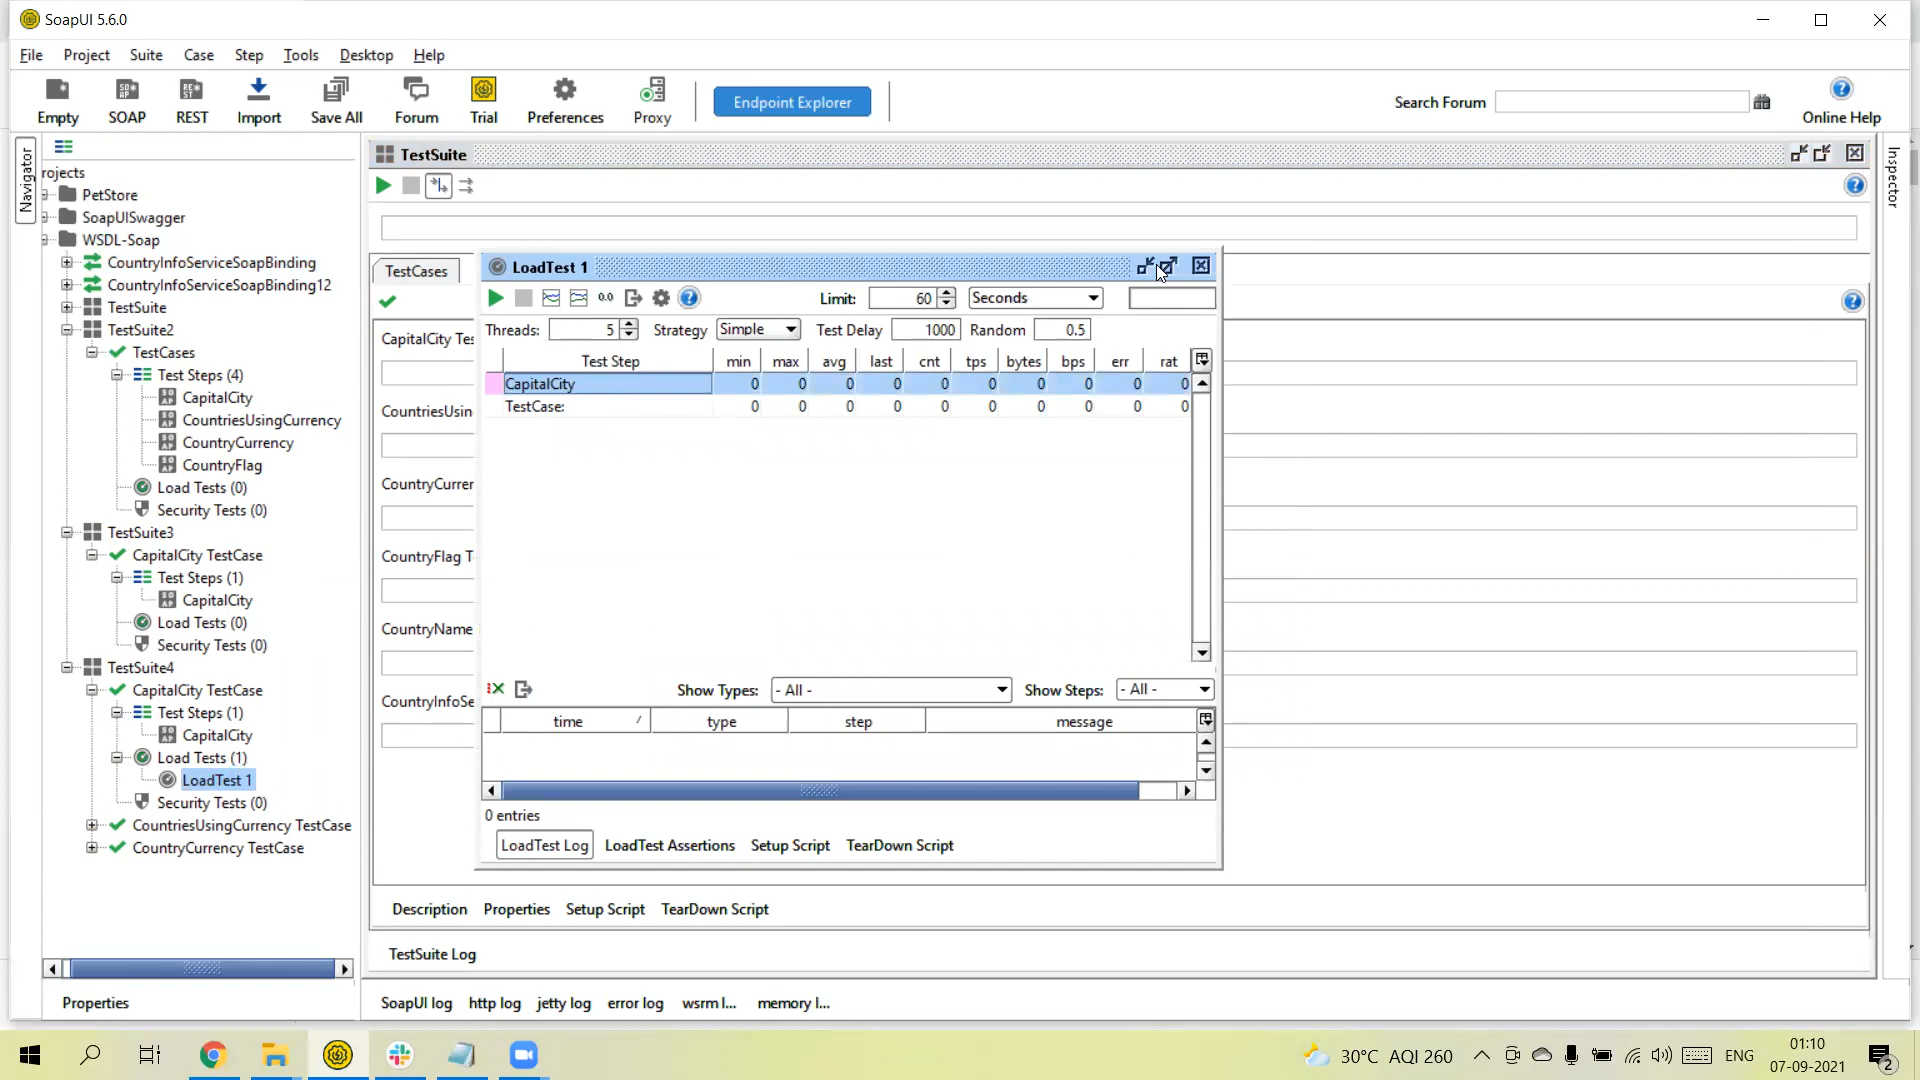 SoapUI 5.6.0
File Project Suite Case Step Tools Desktop Help
Empty SOAP REST Import Save All Forum Trial Preferences Proxy Endpoint Explorer Search Forum Online Help
Navigator
Inspector
rojects
PetStore
SoapUISwagger
WSDL-Soap
CountryInfoServiceSoapBinding
CountryInfoServiceSoapBinding12
TestSuite
TestSuite2
TestCases
Test Steps (4)
CapitalCity
CountriesUsingCurrency
CountryCurrency
CountryFlag
Load Tests (0)
Security Tests (0)
TestSuite3
CapitalCity TestCase
Test Steps (1)
CapitalCity
Load Tests (0)
Security Tests (0)
TestSuite4
CapitalCity TestCase
Test Steps (1)
CapitalCity
Load Tests (1)
LoadTest 1
Security Tests (0)
CountriesUsingCurrency TestCase
CountryCurrency TestCase
Properties
TestSuite
TestCases
CapitalCity Tes
CountriesUsin
CountryCurrer
CountryFlag T
CountryName
CountryInfoSe
LoadTest 1
0.0 Limit: 60 Seconds
Threads: 5 Strategy Simple Test Delay 1000 Random 0.5
Test Step min max avg last cnt tps bytes bps err rat
CapitalCity 0 0 0 0 0 0 0 0 0 0
TestCase: 0 0 0 0 0 0 0 0 0 0
Show Types: - All - Show Steps: - All -
time type step message
0 entries
LoadTest Log LoadTest Assertions Setup Script TearDown Script
Description Properties Setup Script TearDown Script
TestSuite Log
SoapUI log http log jetty log error log wsrm l... memory l...
30°C AQI 260 ENG 01:10
07-09-2021
2